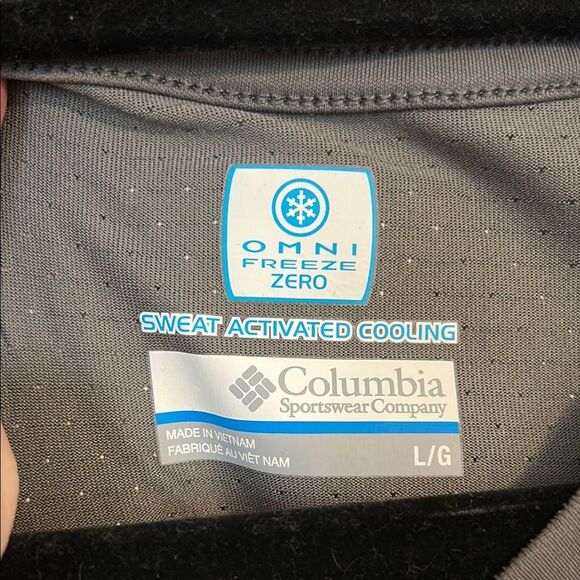 OMNI
FREEZE
ZERO
SWEAT ACTIVATED COOLING
Columbia
Sportswear Company
MADE IN VIETNAM
FABRIQUÉ AU VIÊT NAM
L/G